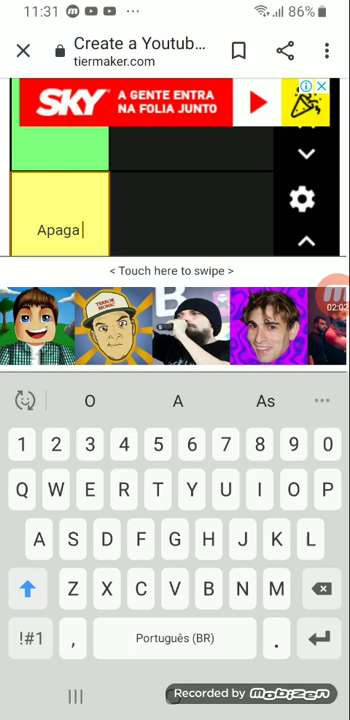 11:31
86%
Create a Youtub...
tiermaker.com
SKY
A GENTE ENTRA
NA FOLIA JUNTO
Apaga
< Touch here to swipe >
02:02
O A As
1 2 3 4 5 6 7 8 9 0
Q W E R T Y U I O P
A S D F G H J K L
Z X C V B N M
!#1 , Português (BR) .
Recorded by mobizen